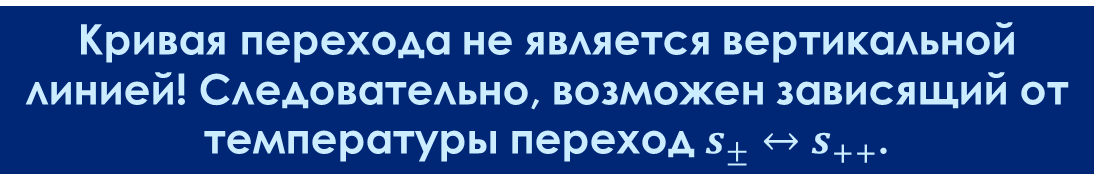 Кривая перехода не является вертикальной
линией! Следовательно, возможен зависящий от
температуры переход s± ↔ s₊₊.